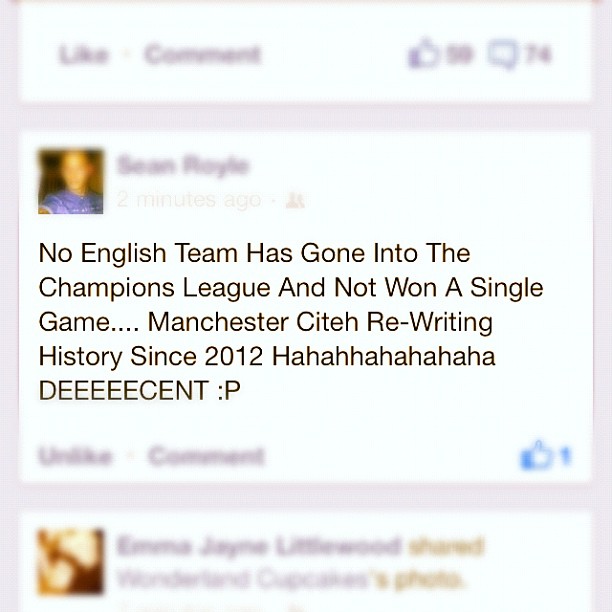 Like · Comment 59 74
Sean Royle
2 minutes ago ·
No English Team Has Gone Into The
Champions League And Not Won A Single
Game.... Manchester Citeh Re-Writing
History Since 2012 Hahahhahahahaha
DEEEEECENT :P
Unlike · Comment 1
Emma Jayne Littlewood shared
Wonderland Cupcakes's photo.